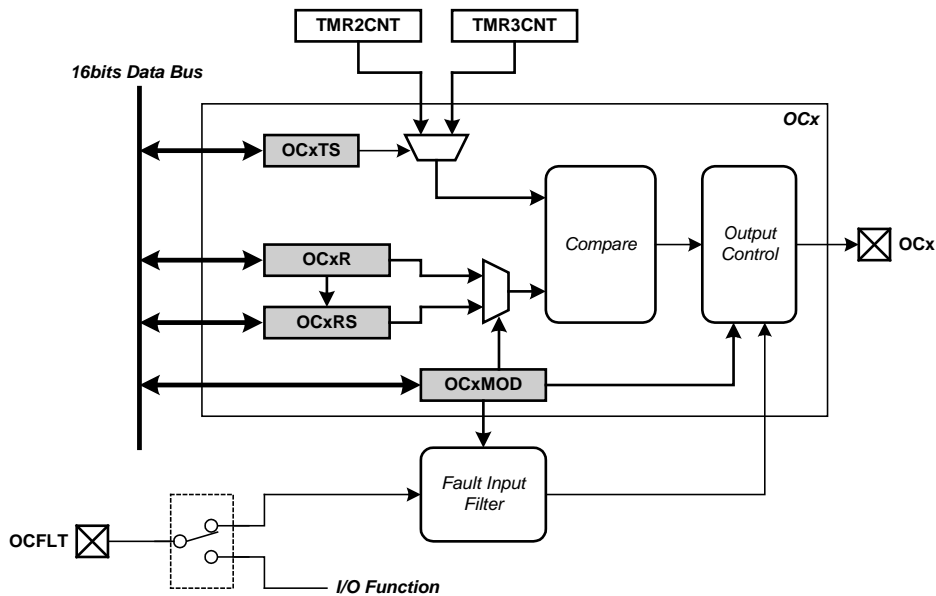 TMR2CNT
TMR3CNT
16bits Data Bus
OCx
OCxTS
Compare
Output
Control
OCx
OCxR
OCxRS
OCxMOD
Fault Input
Filter
OCFLT
I/O Function